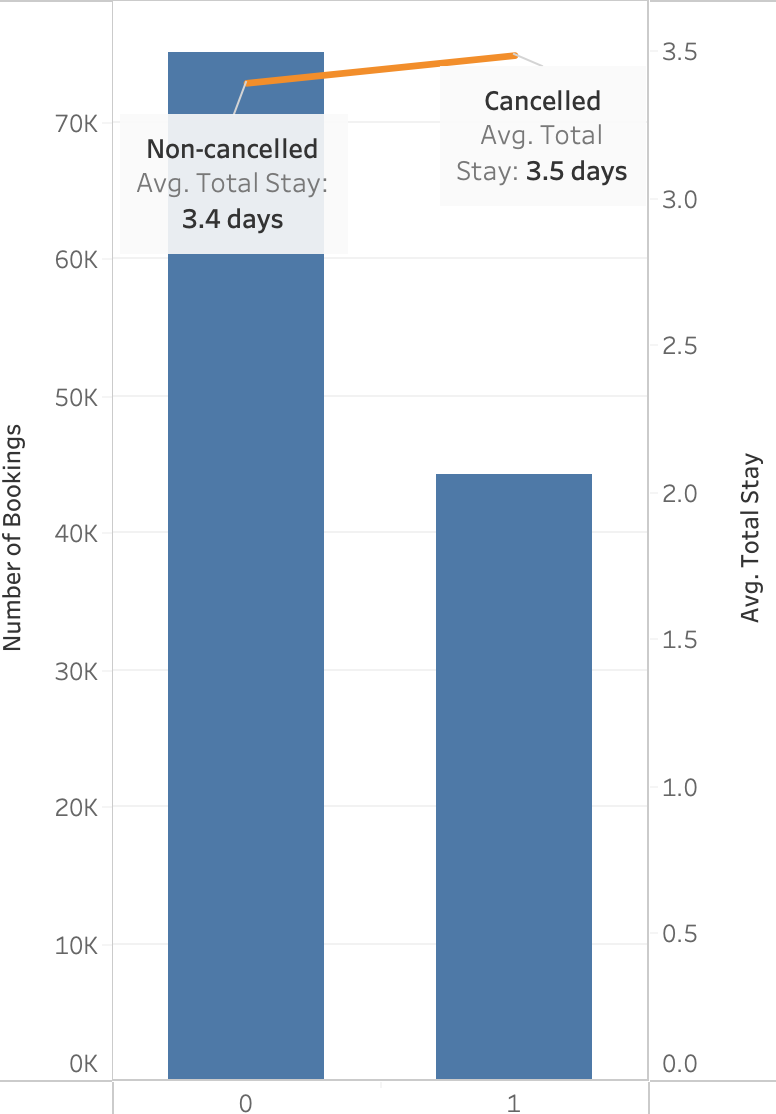 Number of Bookings
70K
60K
50K
40K
30K
20K
10K
0K
Non-cancelled
Avg. Total Stay:
3.4 days
Cancelled
Avg. Total
Stay: 3.5 days
3.5
3.0
2.5
2.0
1.5
1.0
0.5
0.0
Avg. Total Stay
0
1